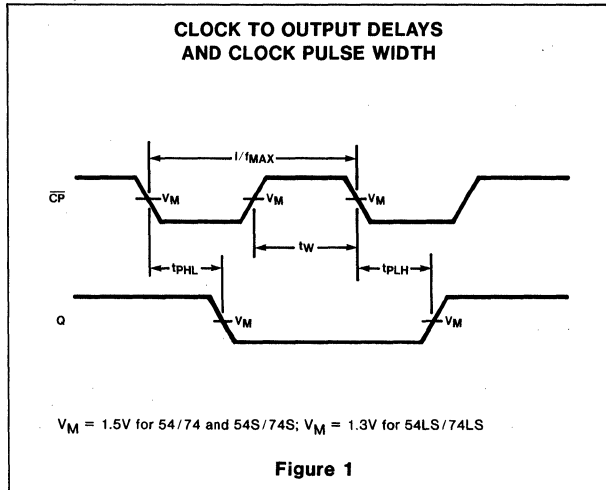 CLOCK TO OUTPUT DELAYS
AND CLOCK PULSE WIDTH
I/fMAX
CP
VM
VM
VM
tW
tPHL
tPLH
Q
VM
VM
VM = 1.5V for 54/74 and 54S/74S; VM = 1.3V for 54LS/74LS
Figure 1